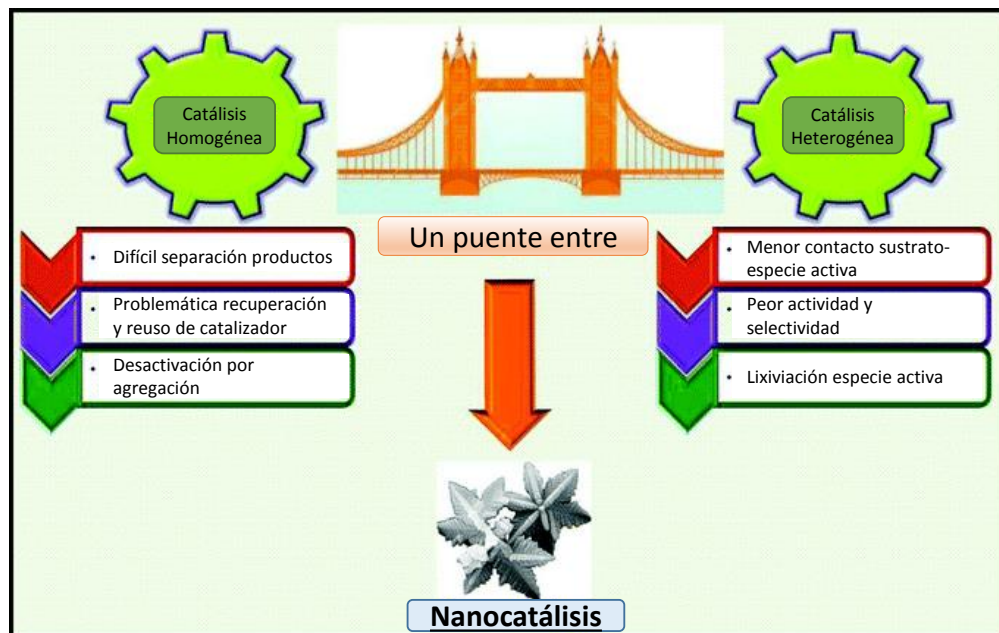 Catálisis
Homogénea
Catálisis
Heterogénea
Un puente entre
• Difícil separación productos
• Problemática recuperación
y reuso de catalizador
• Desactivación por
agregación
• Menor contacto sustrato-
especie activa
• Peor actividad y
selectividad
• Lixiviación especie activa
Nanocatálisis